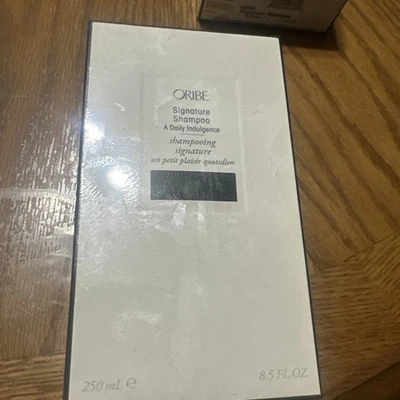 ORIBE
Signature
Shampoo
A Daily Indulgence
shampooing
signature
un petit plaisir quotidien
250 mL ℮
8.5 FL.OZ